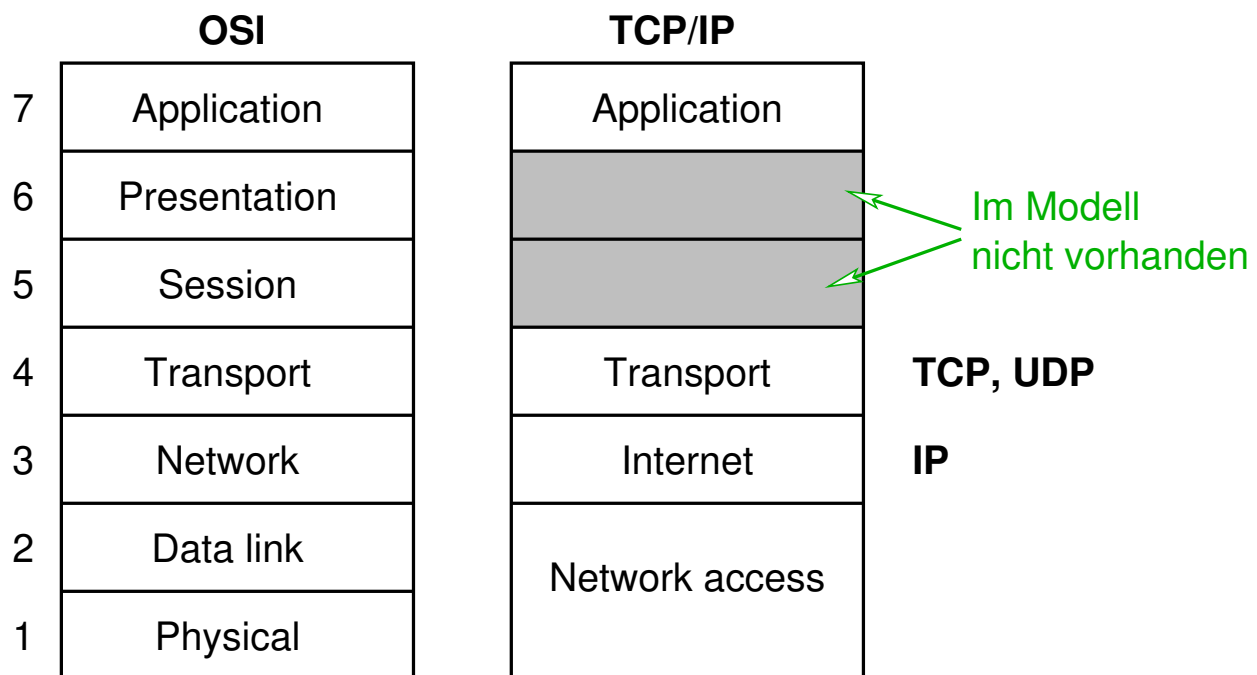 OSI TCP/IP
7 Application Application
6 Presentation
Im Modell
nicht vorhanden
5 Session
4 Transport Transport TCP, UDP
3 Network Internet IP
2 Data link
Network access
1 Physical